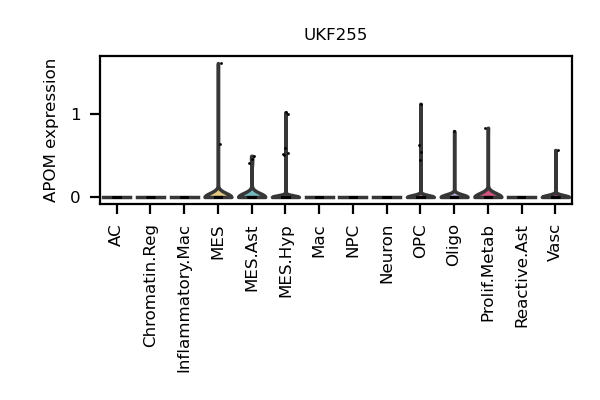 UKF255
APOM expression
1
0
AC
Chromatin.Reg
Inflammatory.Mac
MES
MES.Ast
MES.Hyp
Mac
NPC
Neuron
OPC
Oligo
Prolif.Metab
Reactive.Ast
Vasc